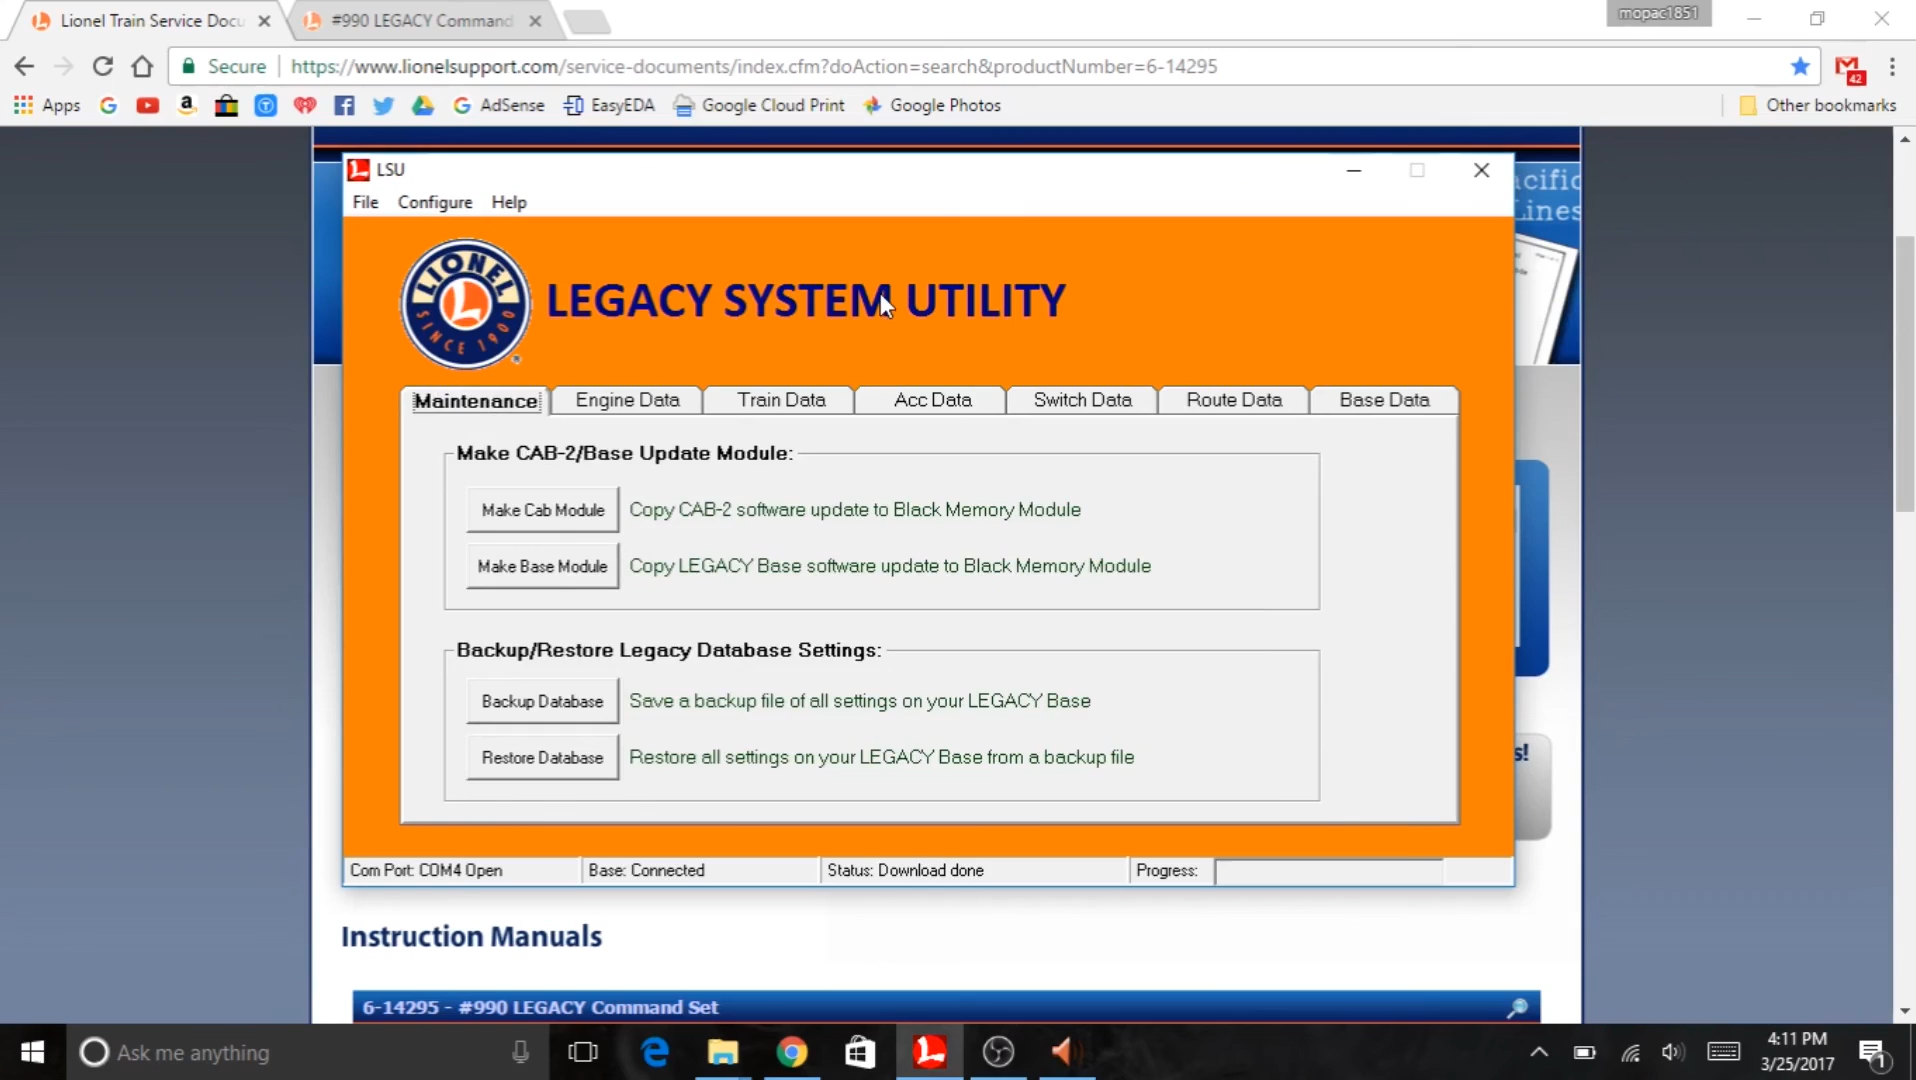 Lionel Train Service Docu
#990 LEGACY Command
mopac1851
Secure
https://www.lionelsupport.com/service-documents/index.cfm?doAction=search&productNumber=6-14295
42
Apps
AdSense
EasyEDA
Google Cloud Print
Google Photos
Other bookmarks
LSU
acific
Lines
File
Configure
Help
LIONEL
L
SINCE 1900
LEGACY SYSTEM UTILITY
Maintenance
Engine Data
Train Data
Acc Data
Switch Data
Route Data
Base Data
Make CAB-2/Base Update Module:
Make Cab Module
Copy CAB-2 software update to Black Memory Module
Make Base Module
Copy LEGACY Base software update to Black Memory Module
Backup/Restore Legacy Database Settings:
Backup Database
Save a backup file of all settings on your LEGACY Base
s!
Restore Database
Restore all settings on your LEGACY Base from a backup file
Com Port: COM4 Open
Base: Connected
Status: Download done
Progress:
Instruction Manuals
6-14295 - #990 LEGACY Command Set
Ask me anything
4:11 PM
3/25/2017
1